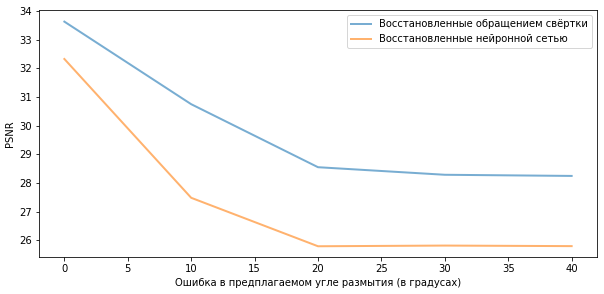 34
33
32
31
30
29
28
27
26
PSNR
Восстановленные обращением свёртки
Восстановленные нейронной сетью
0 5 10 15 20 25 30 35 40
Ошибка в предлагаемом угле размытия (в градусах)